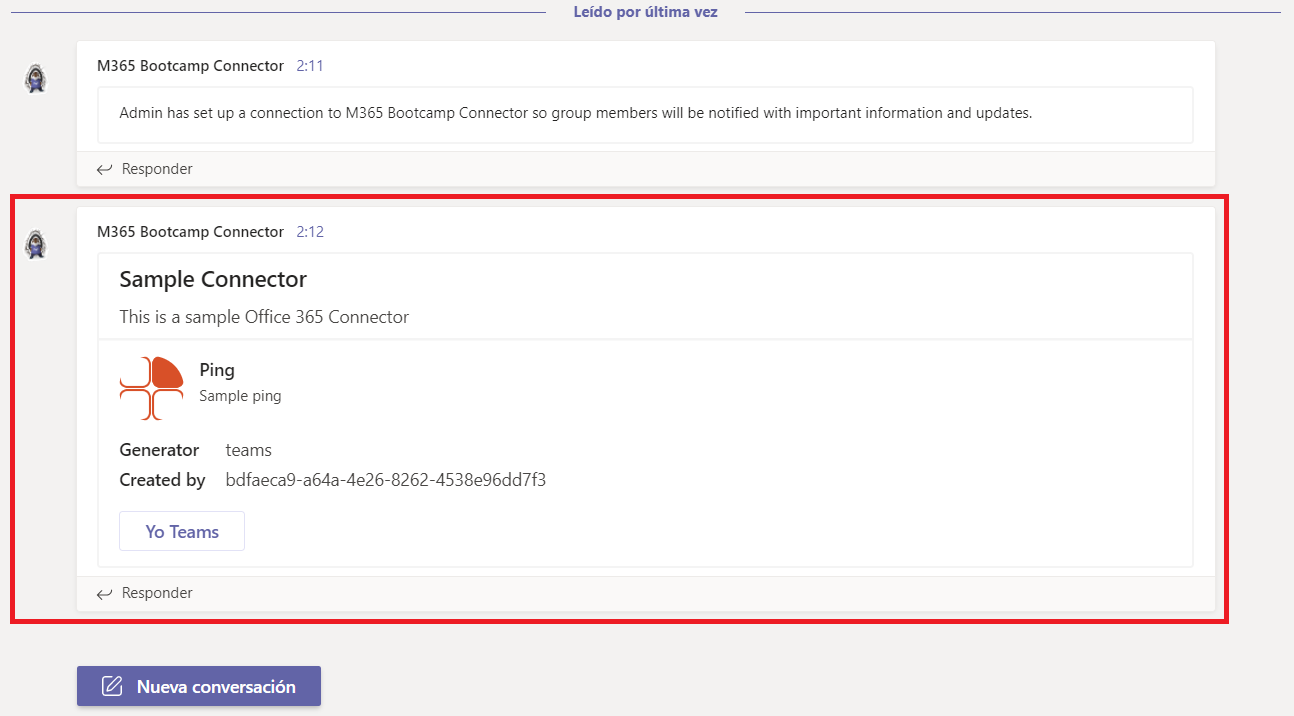 Leído por última vez
M365 Bootcamp Connector 2:11
Admin has set up a connection to M365 Bootcamp Connector so group members will be notified with important information and updates.
Responder
M365 Bootcamp Connector 2:12
Sample Connector
This is a sample Office 365 Connector
Ping
Sample ping
Generator teams
Created by bdfaeca9-a64a-4e26-8262-4538e96dd7f3
Yo Teams
Responder
Nueva conversación